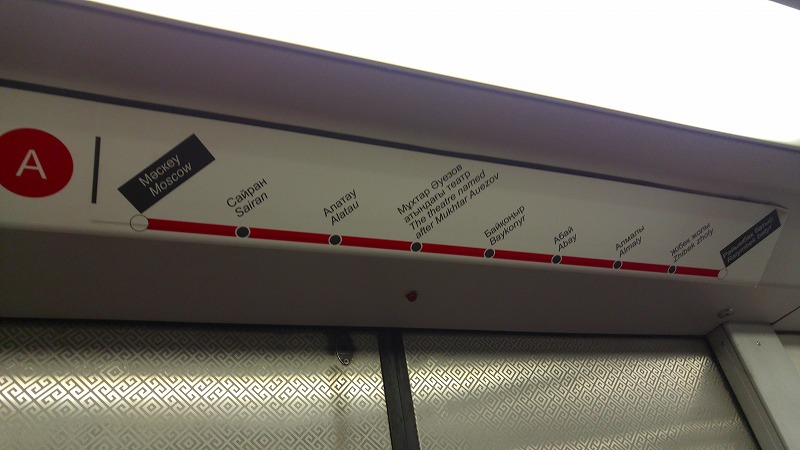 A
Мәскеу
Moscow
Сайран
Sairan
Алатау
Alatau
Мұхтар Әуезов
атындағы театр
The theatre named
after Mukhtar Auezov
Байқоңыр
Baykonyr
Абай
Abay
Алмалы
Almaly
Жібек жолы
Zhibek zholy